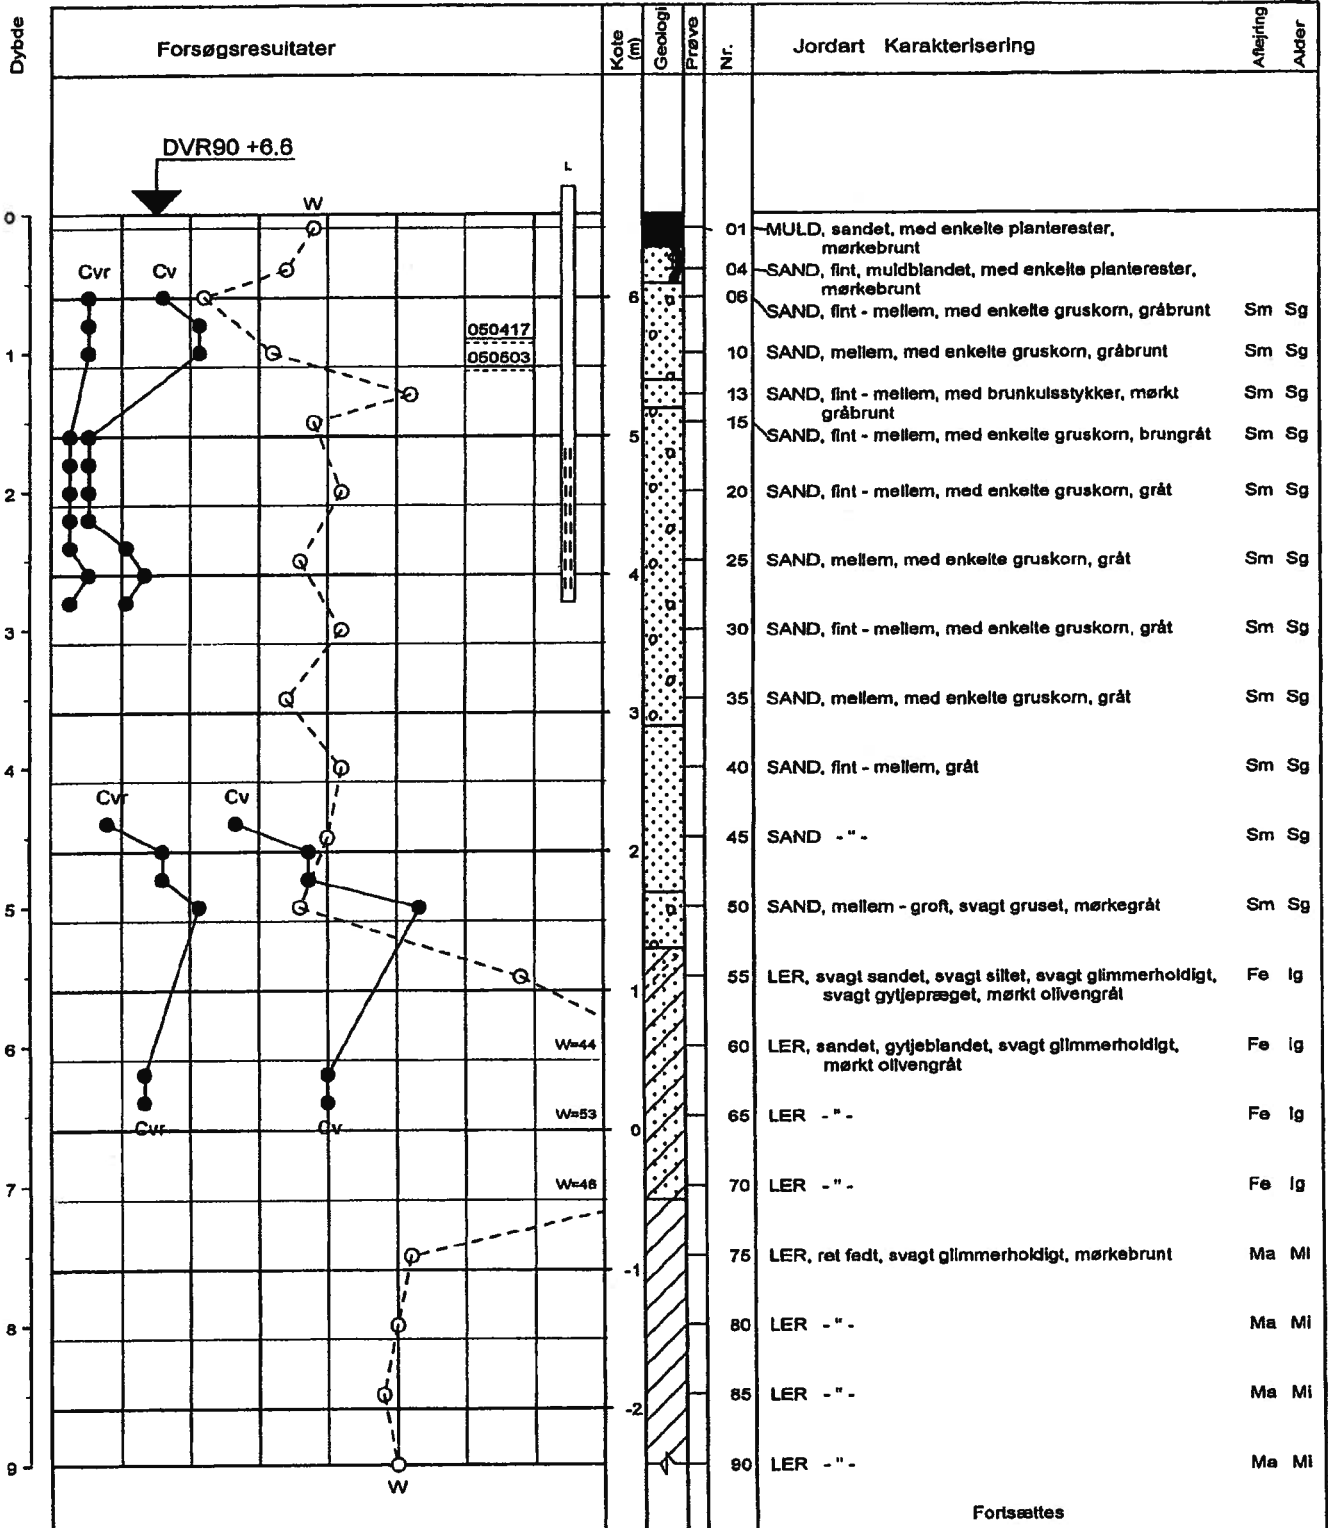 Dybde
Forsøgsresultater
Kote (m)
Geologi
Prøve
Nr.
Jordart Karakterisering
Aflejring
Alder
DVR90 +6.6
L
W
0
01 MULD, sandet, med enkelte planterester,
mørkebrunt
Cvr Cv
04 SAND, fint, muldblandet, med enkelte planterester,
mørkebrunt
6
06 SAND, fint - mellem, med enkelte gruskorn, gråbrunt Sm Sg
050417
1
050603
10 SAND, mellem, med enkelte gruskorn, gråbrunt Sm Sg
13 SAND, fint - mellem, med brunkulsstykker, mørkt Sm Sg
gråbrunt
5
15 SAND, fint - mellem, med enkelte gruskorn, brungråt Sm Sg
2
20 SAND, fint - mellem, med enkelte gruskorn, gråt Sm Sg
4
25 SAND, mellem, med enkelte gruskorn, gråt Sm Sg
3
30 SAND, fint - mellem, med enkelte gruskorn, gråt Sm Sg
3
35 SAND, mellem, med enkelte gruskorn, gråt Sm Sg
4
40 SAND, fint - mellem, gråt Sm Sg
Cvr Cv
2
45 SAND - " - Sm Sg
5
50 SAND, mellem - groft, svagt gruset, mørkegråt Sm Sg
1
55 LER, svagt sandet, svagt siltet, svagt glimmerholdigt, Fe Ig
svagt gytjepræget, mørkt olivengråt
6
W=44
60 LER, sandet, gytjeblandet, svagt glimmerholdigt, Fe Ig
mørkt olivengråt
W=53
Cvr Cv
0
65 LER - " - Fe Ig
7
W=46
70 LER - " - Fe Ig
-1
75 LER, ret fedt, svagt glimmerholdigt, mørkebrunt Ma Mi
8
80 LER - " - Ma Mi
-2
85 LER - " - Ma Mi
9
90 LER - " - Ma Mi
W
Fortsættes